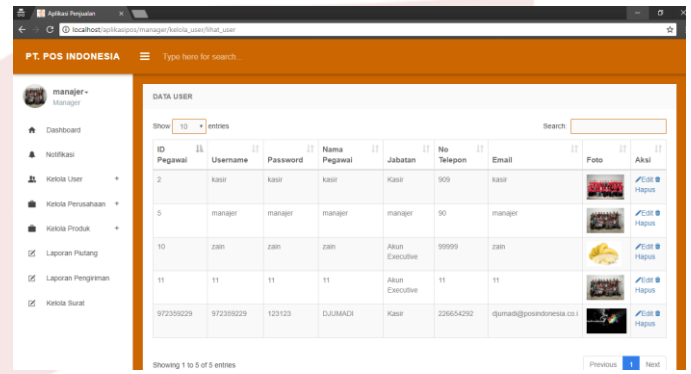 Aplikasi Penjualan
localhost/aplikasipos/manager/kelola_user/lihat_user
PT. POS INDONESIA
Type here for search...
manajer
Manager
Dashboard
Notifikasi
Kelola User +
Kelola Perusahaan +
Kelola Produk +
Laporan Piutang
Laporan Pengiriman
Kelola Surat
DATA USER
Show 10 entries
Search:
ID Pegawai Username Password Nama Pegawai Jabatan No Telepon Email Foto Aksi
2 kasir kasir kasir Kasir 909 kasir Edit Hapus
5 manajer manajer manajer manajer 90 manajer Edit Hapus
10 zain zain zain Akun Executive 99999 zain Edit Hapus
11 11 11 11 Akun Executive 11 11 Edit Hapus
972359229 972359229 123123 DJUMADI Kasir 226654292 djumadi@posindonesia.co.i Edit Hapus
Showing 1 to 5 of 5 entries
Previous 1 Next